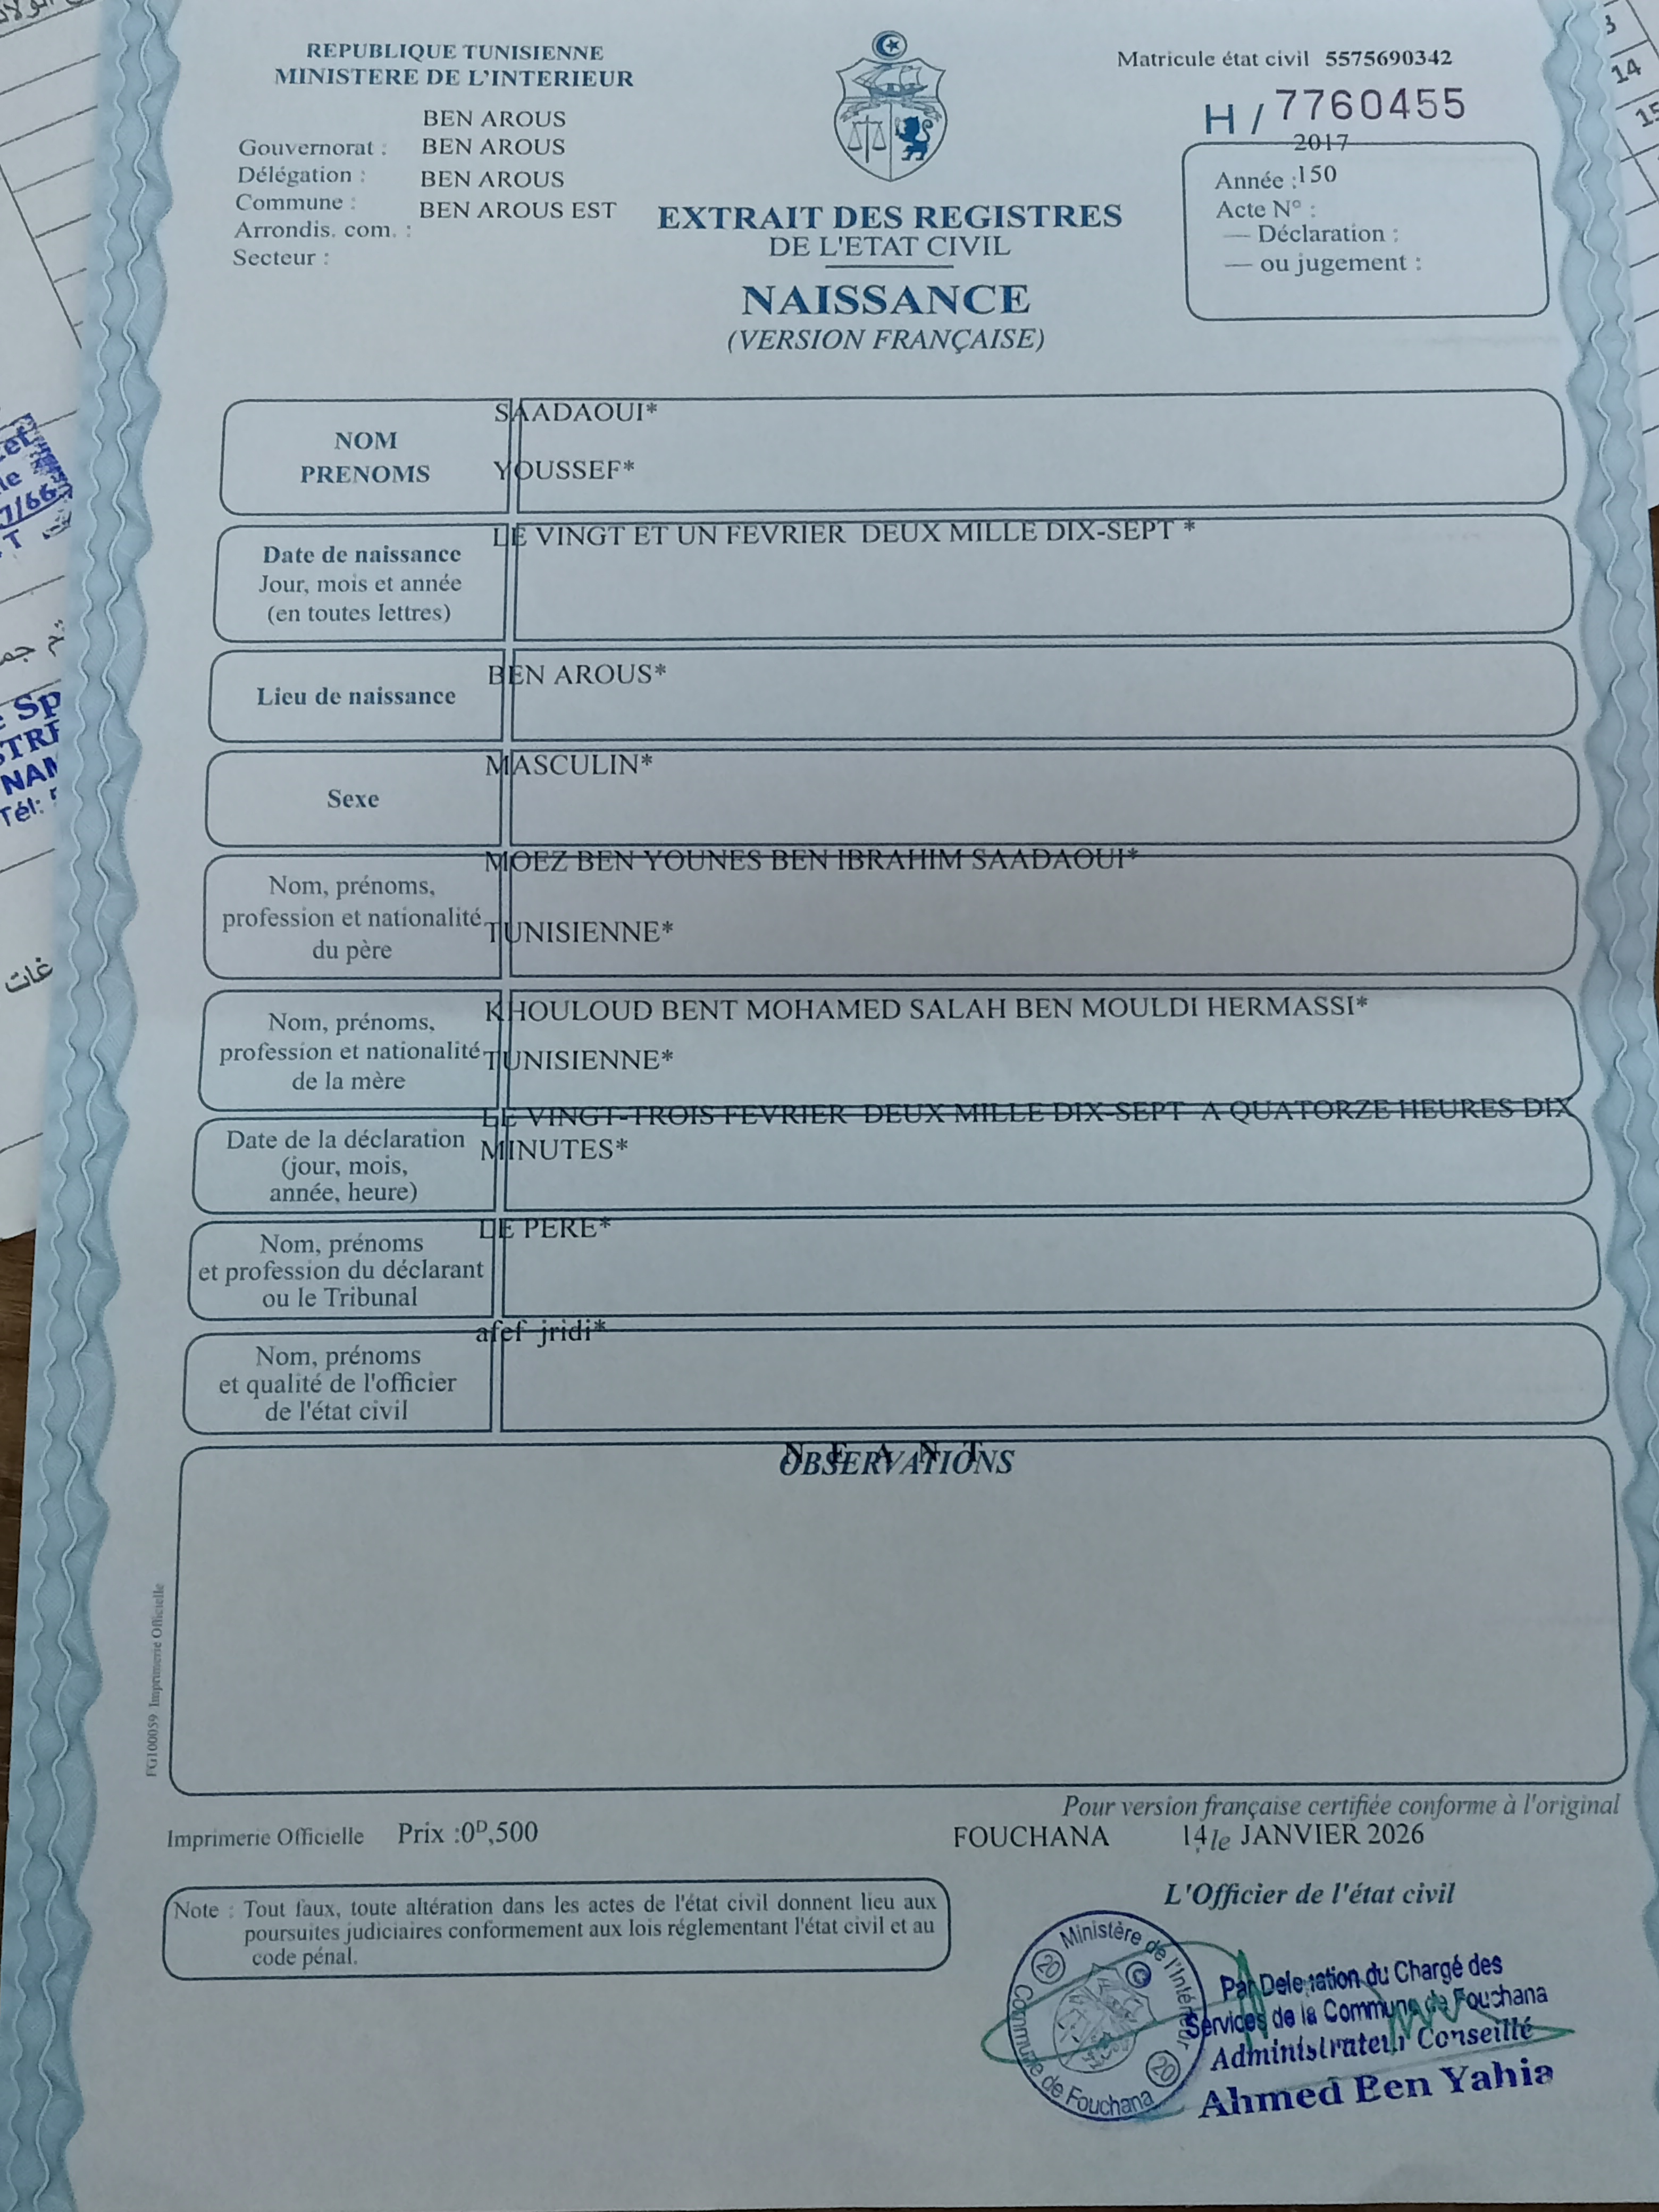 REPUBLIQUE TUNISIENNE
MINISTERE DE L'INTERIEUR
BEN AROUS
Gouvernorat : BEN AROUS
Délégation : BEN AROUS
Commune : BEN AROUS EST
Arrondis. com. :
Secteur :
Matricule état civil 5575690342
H / 7760455
2017
Année : 150
Acte N° :
— Déclaration :
— ou jugement :
EXTRAIT DES REGISTRES
DE L'ETAT CIVIL
NAISSANCE
(VERSION FRANÇAISE)
SAADAOUI*
NOM
PRENOMS YOUSSEF*
LE VINGT ET UN FEVRIER DEUX MILLE DIX-SEPT *
Date de naissance
Jour, mois et année
(en toutes lettres)
BEN AROUS*
Lieu de naissance
MASCULIN*
Sexe
MOEZ BEN YOUNES BEN IBRAHIM SAADAOUI*
Nom, prénoms,
profession et nationalité TUNISIENNE*
du père
KHOULOUD BENT MOHAMED SALAH BEN MOULDI HERMASSI*
Nom, prénoms,
profession et nationalité TUNISIENNE*
de la mère
LE VINGT-TROIS FEVRIER DEUX MILLE DIX-SEPT A QUATORZE HEURES DIX
Date de la déclaration MINUTES*
(jour, mois,
année, heure)
LE PERE*
Nom, prénoms
et profession du déclarant
ou le Tribunal
afef jridi*
Nom, prénoms
et qualité de l'officier
de l'état civil
N E A N T
OBSERVATIONS
FG100059 Imprimerie Officielle
Pour version française certifiée conforme à l'original
Imprimerie Officielle Prix :0ᴰ,500
FOUCHANA 14 le JANVIER 2026
L'Officier de l'état civil
Note : Tout faux, toute altération dans les actes de l'état civil donnent lieu aux
poursuites judiciaires conformement aux lois réglementant l'état civil et au
code pénal.
Ministère de l'Intérieur
20 20
Commune de Fouchana
Par Delegation du Chargé des
Services de la Commune de Fouchana
Administrateur Conseillé
Ahmed Ben Yahia
14
15
غات
Tél: